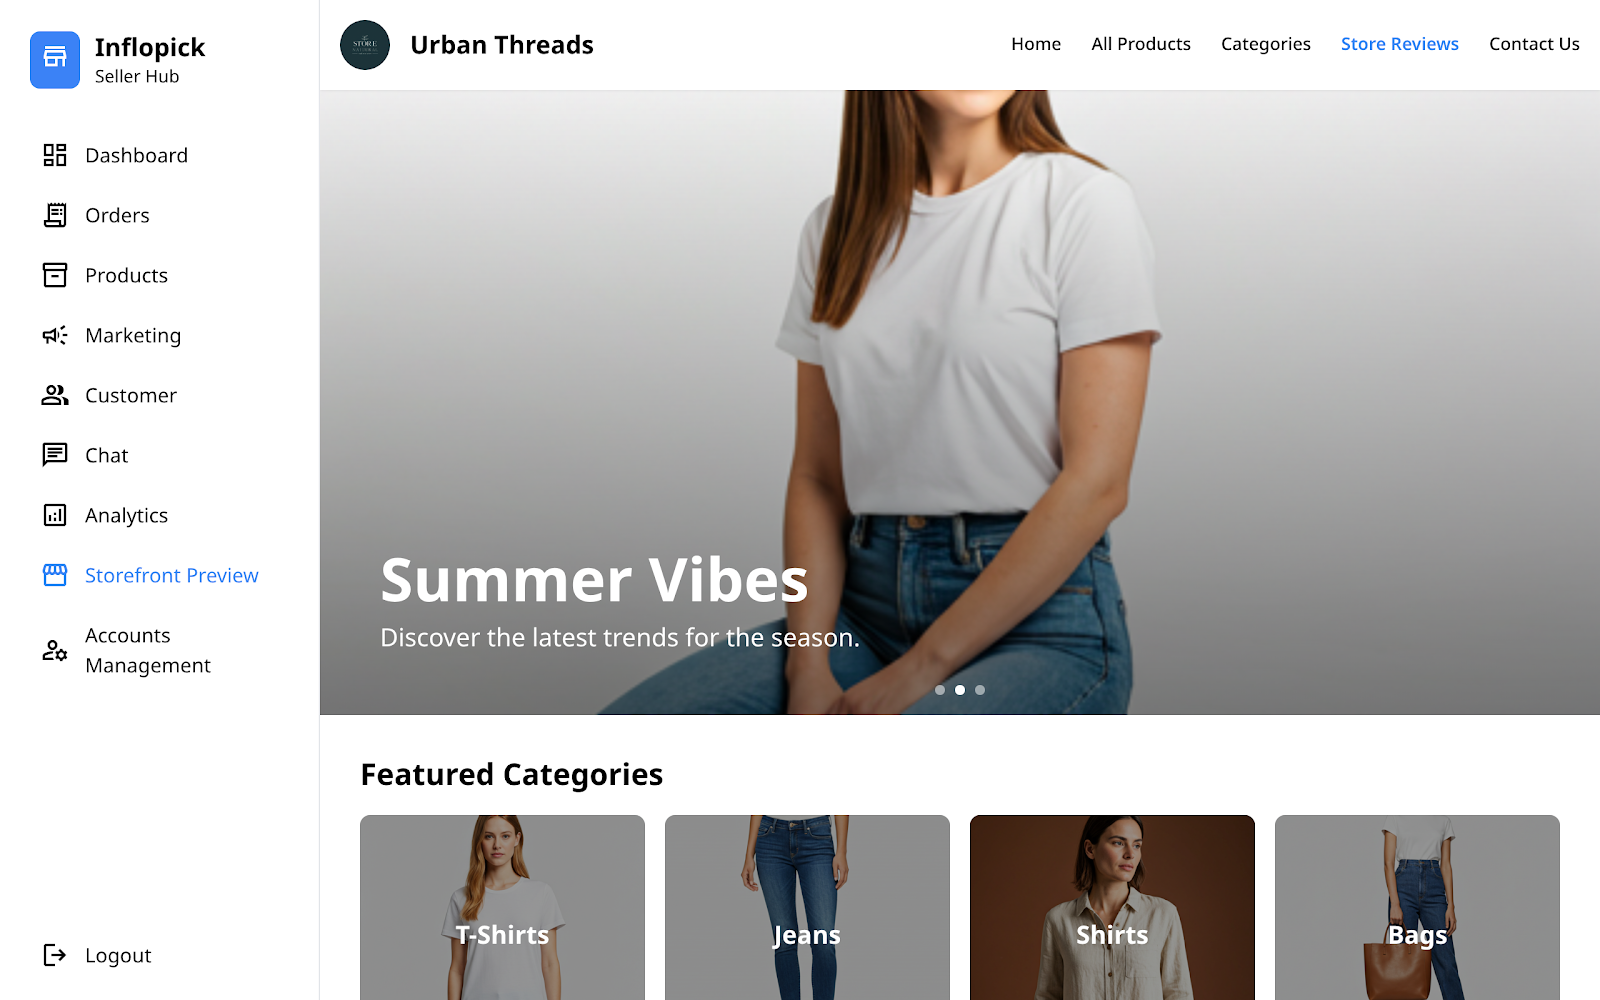 Inflopick
Seller Hub
Dashboard
Orders
Products
Marketing
Customer
Chat
Analytics
Storefront Preview
Accounts
Management
Logout
STORE
Urban Threads
Home
All Products
Categories
Store Reviews
Contact Us
Summer Vibes
Discover the latest trends for the season.
Featured Categories
T-Shirts
Jeans
Shirts
Bags